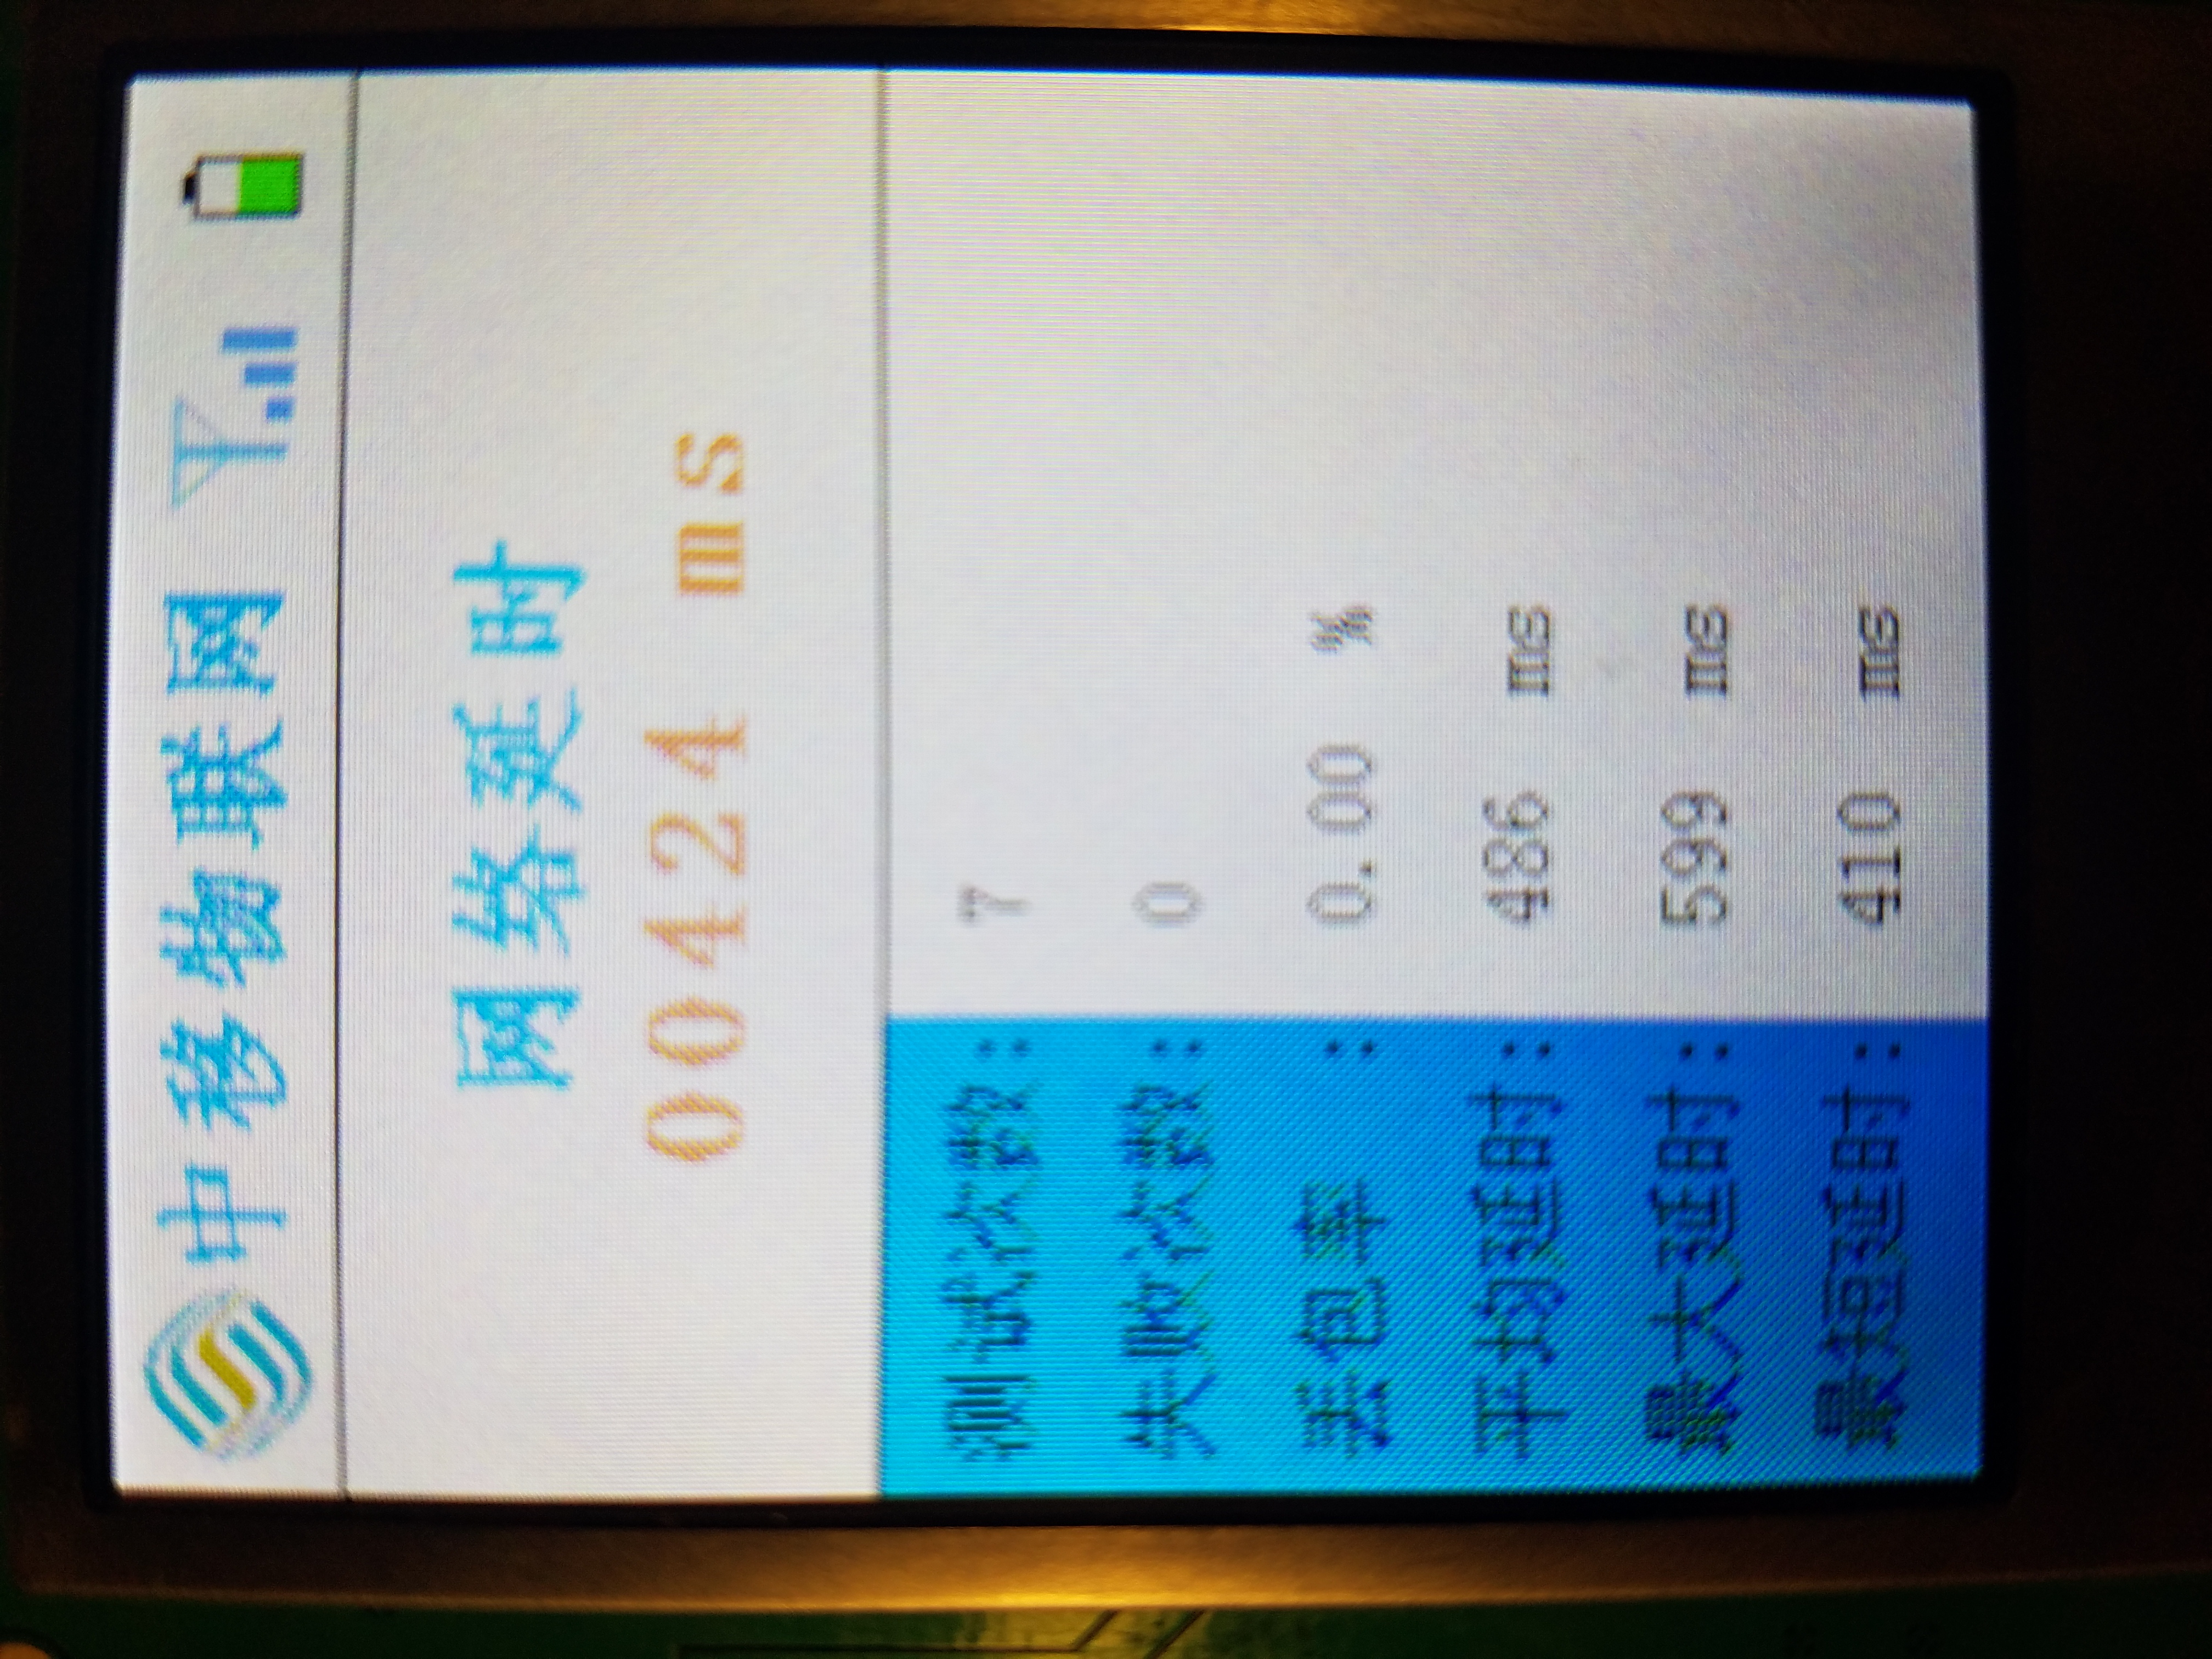 中移物联网
网络延时
00424 ms
测试次数: 7
失败次数: 0
丢包率 : 0.00 %
平均延时: 486 ms
最大延时: 599 ms
最短延时: 410 ms